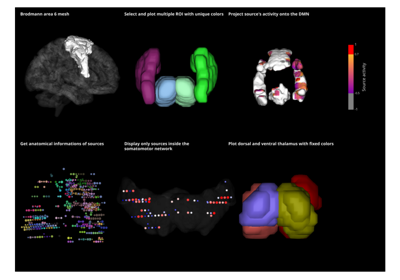 Brodmann area 6 mesh
Select and plot multiple ROI with unique colors
Project source's activity onto the DMN
Source activity
Get anatomical informations of sources
Display only sources inside the
somatomotor network
Plot dorsal and ventral thalamus with fixed colors